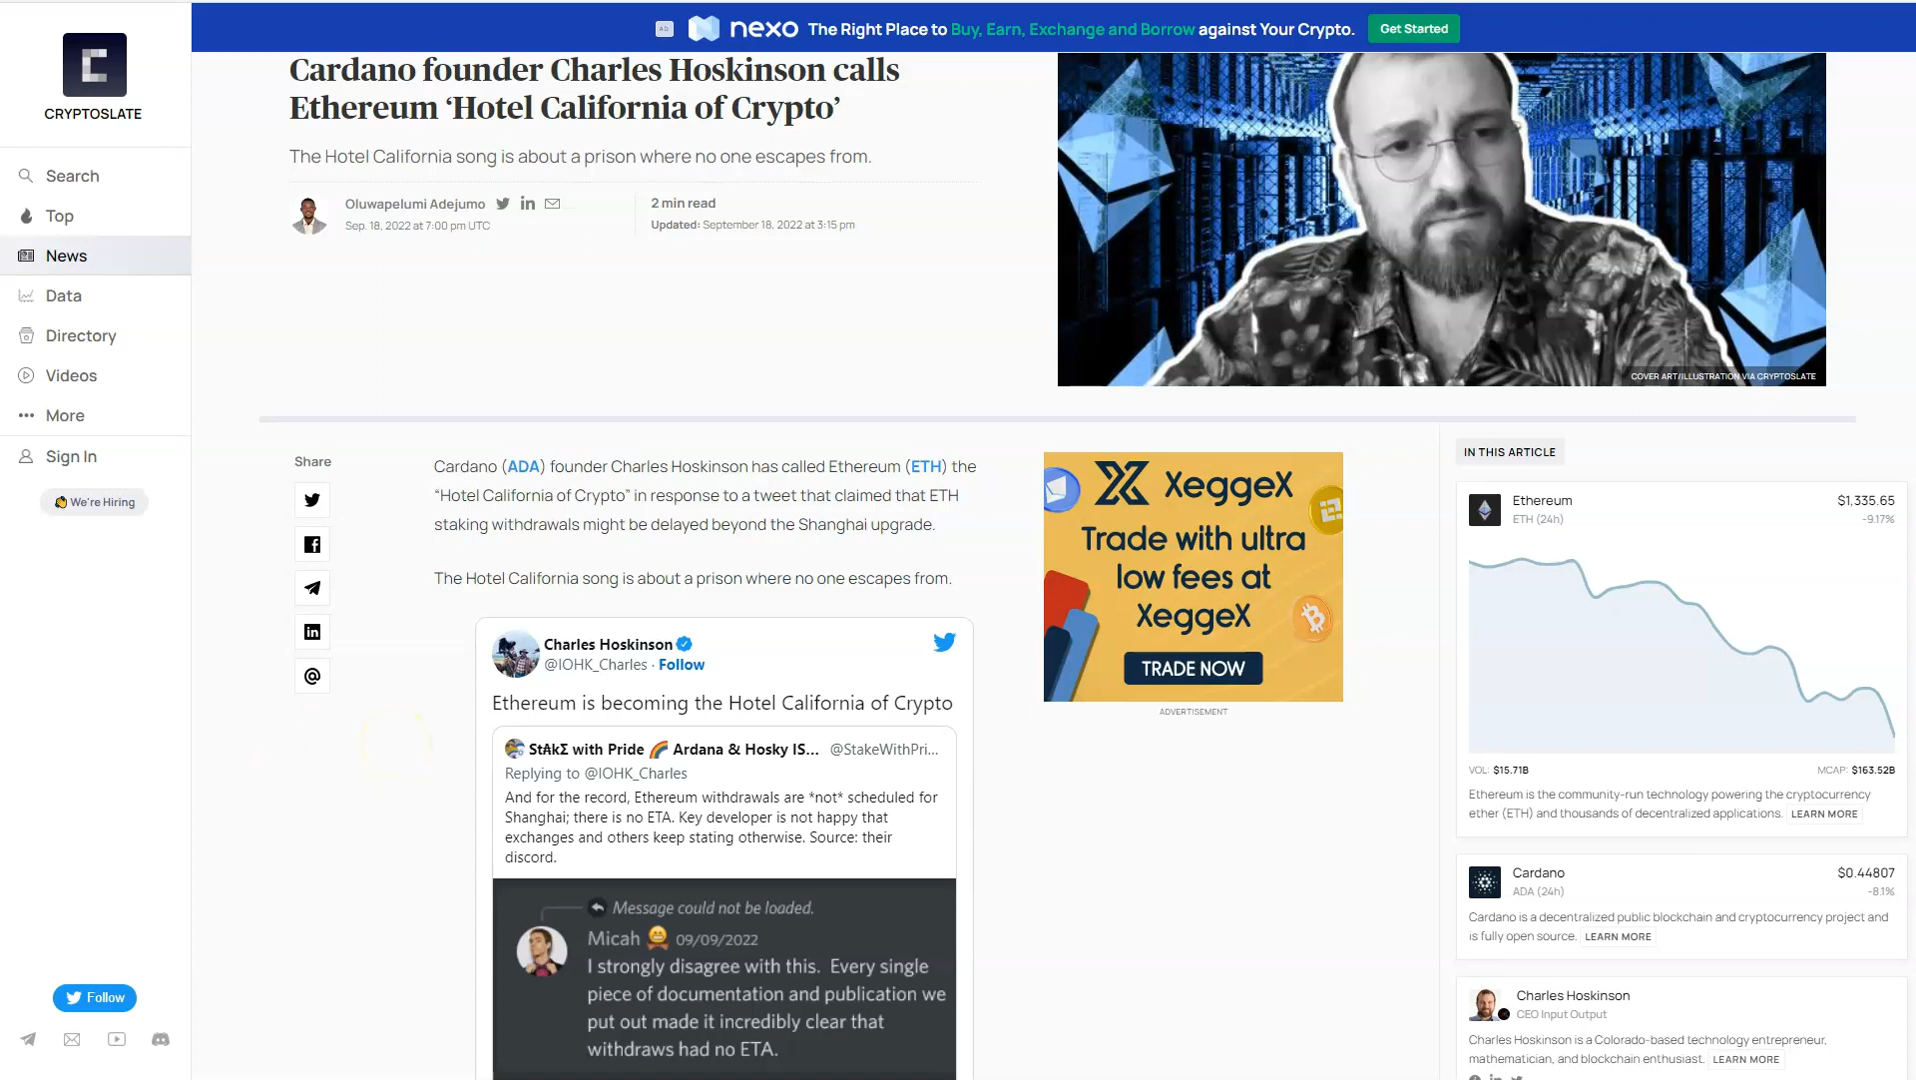 AD
nexo
The Right Place to Buy, Earn, Exchange and Borrow against Your Crypto.
Get Started
CRYPTOSLATE
Search
Top
News
Data
Directory
Videos
More
Sign In
We're Hiring
Follow
Cardano founder Charles Hoskinson calls
Ethereum ‘Hotel California of Crypto’
The Hotel California song is about a prison where no one escapes from.
Oluwapelumi Adejumo
Sep. 18, 2022 at 7:00 pm UTC
2 min read
Updated: September 18, 2022 at 3:15 pm
COVER ART/ILLUSTRATION VIA CRYPTOSLATE
Share
Cardano (ADA) founder Charles Hoskinson has called Ethereum (ETH) the
“Hotel California of Crypto” in response to a tweet that claimed that ETH
staking withdrawals might be delayed beyond the Shanghai upgrade.
The Hotel California song is about a prison where no one escapes from.
Charles Hoskinson
@IOHK_Charles · Follow
Ethereum is becoming the Hotel California of Crypto
St₳kΣ with Pride 🌈 Ardana & Hosky IS... @StakeWithPri...
Replying to @IOHK_Charles
And for the record, Ethereum withdrawals are *not* scheduled for
Shanghai; there is no ETA. Key developer is not happy that
exchanges and others keep stating otherwise. Source: their
discord.
Message could not be loaded.
Micah 09/09/2022
I strongly disagree with this. Every single
piece of documentation and publication we
put out made it incredibly clear that
withdraws had no ETA.
XeggeX
Trade with ultra
low fees at
XeggeX
TRADE NOW
ADVERTISEMENT
IN THIS ARTICLE
Ethereum $1,335.65
ETH (24h) -9.17%
VOL: $15.71B MCAP: $163.52B
Ethereum is the community-run technology powering the cryptocurrency
ether (ETH) and thousands of decentralized applications. LEARN MORE
Cardano $0.44807
ADA (24h) -8.1%
Cardano is a decentralized public blockchain and cryptocurrency project and
is fully open source. LEARN MORE
Charles Hoskinson
CEO Input Output
Charles Hoskinson is a Colorado-based technology entrepreneur,
mathematician, and blockchain enthusiast. LEARN MORE